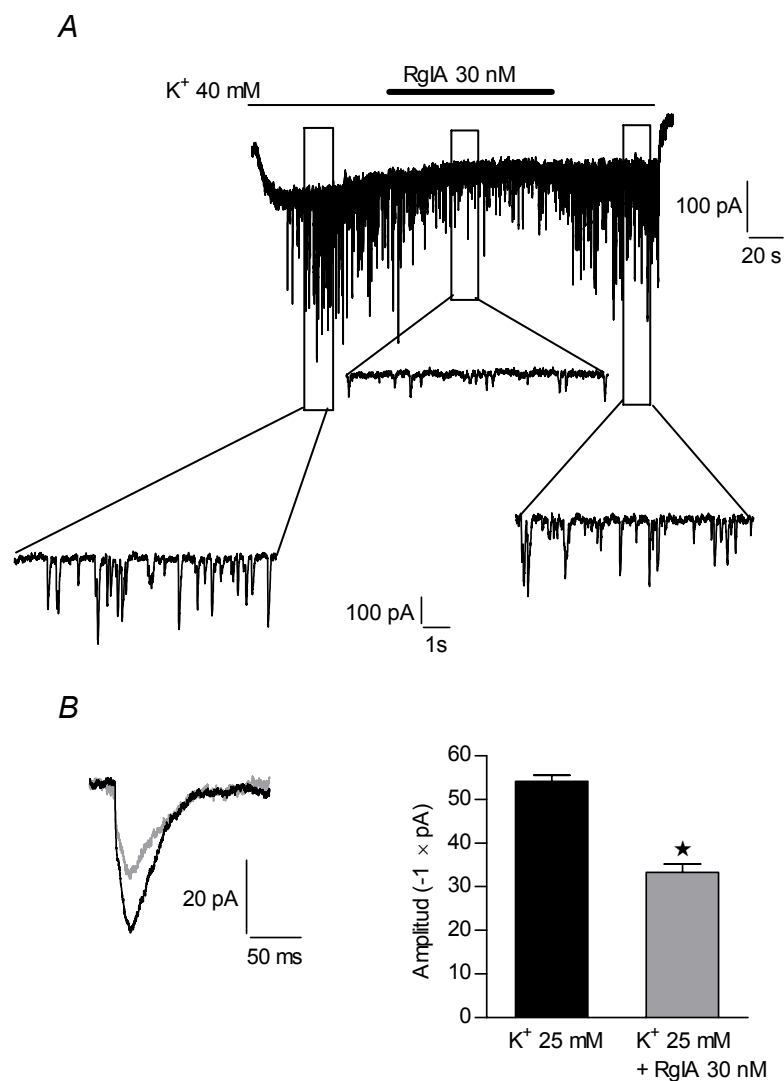 A
RgIA 30 nM
K⁺ 40 mM
100 pA
20 s
100 pA
1s
B
20 pA
50 ms
Amplitud (-1 × pA)
60
50
40
30
20
10
0
★
K⁺ 25 mM
K⁺ 25 mM
+ RgIA 30 nM